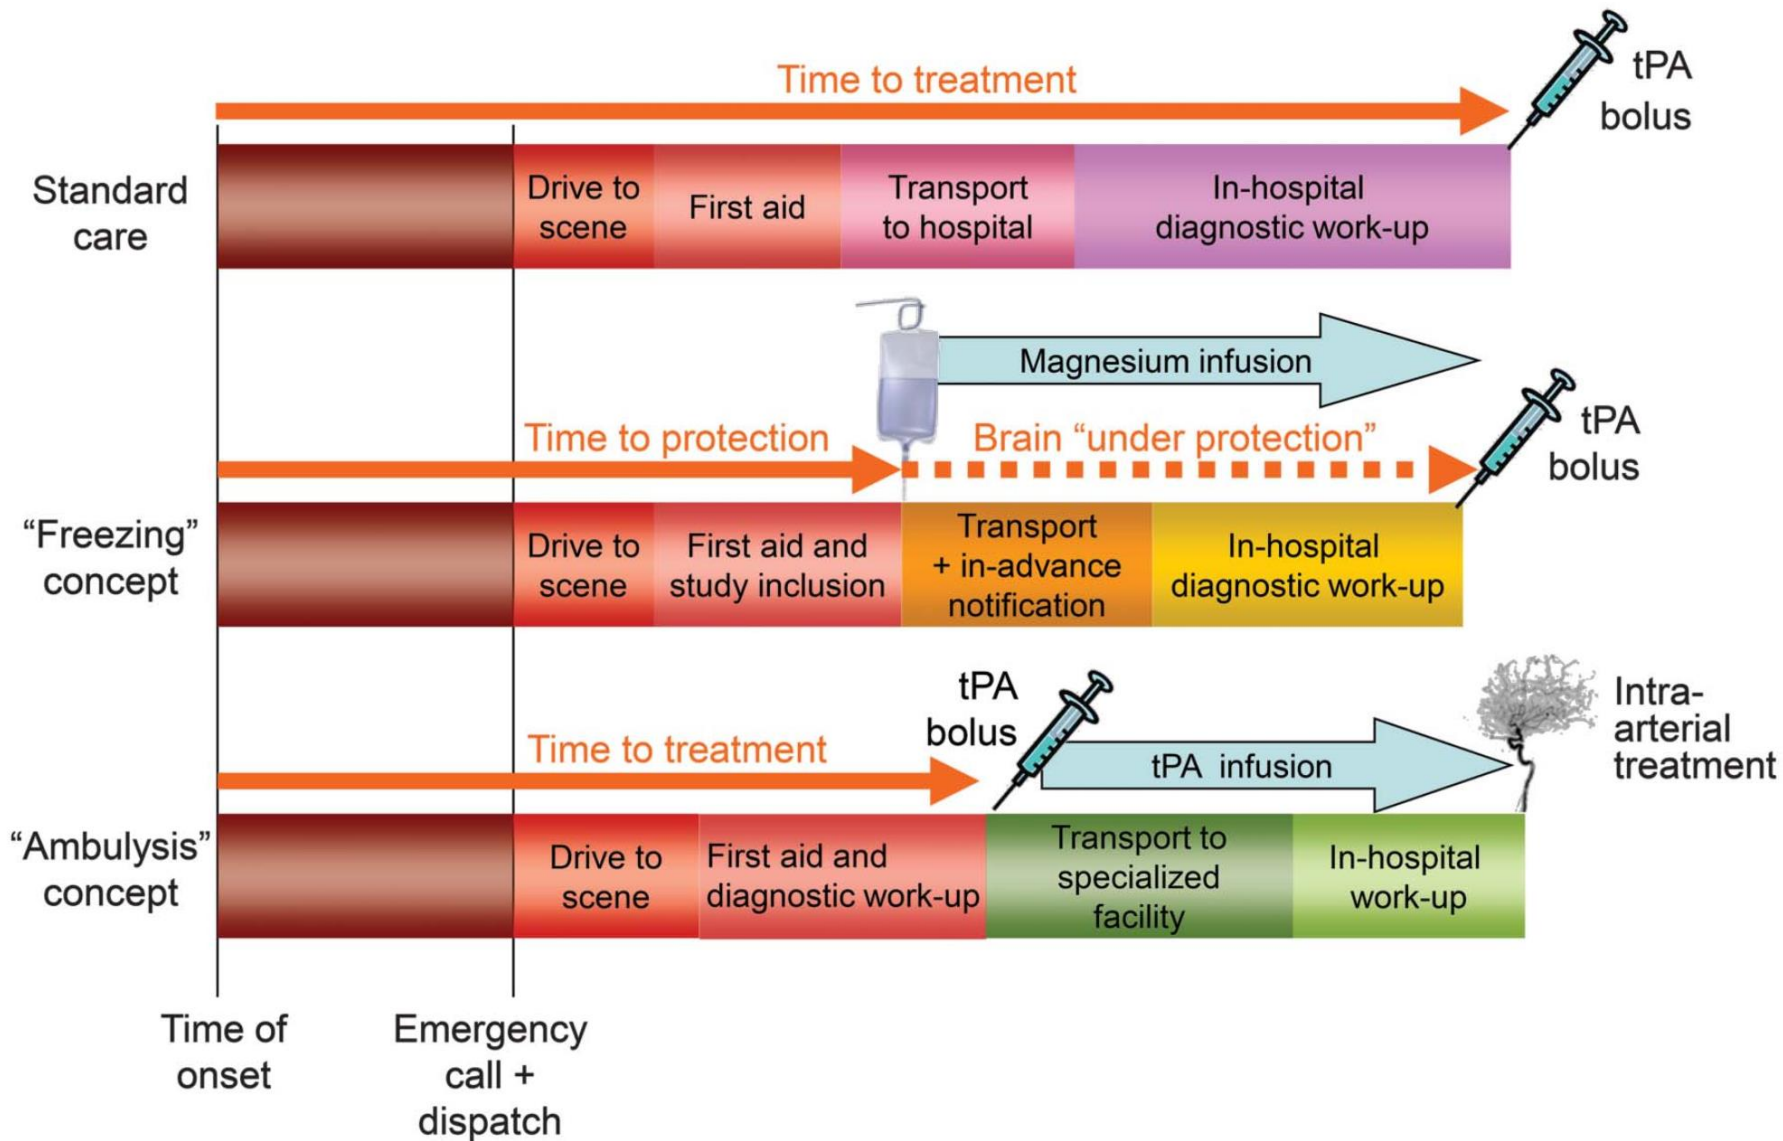 Time to treatment
tPA
bolus
Standard
care
Drive to
scene
First aid
Transport
to hospital
In-hospital
diagnostic work-up
Magnesium infusion
Time to protection
Brain “under protection”
tPA
bolus
“Freezing”
concept
Drive to
scene
First aid and
study inclusion
Transport
+ in-advance
notification
In-hospital
diagnostic work-up
tPA
bolus
Time to treatment
tPA infusion
Intra-
arterial
treatment
“Ambulysis”
concept
Drive to
scene
First aid and
diagnostic work-up
Transport to
specialized
facility
In-hospital
work-up
Time of
onset
Emergency
call +
dispatch